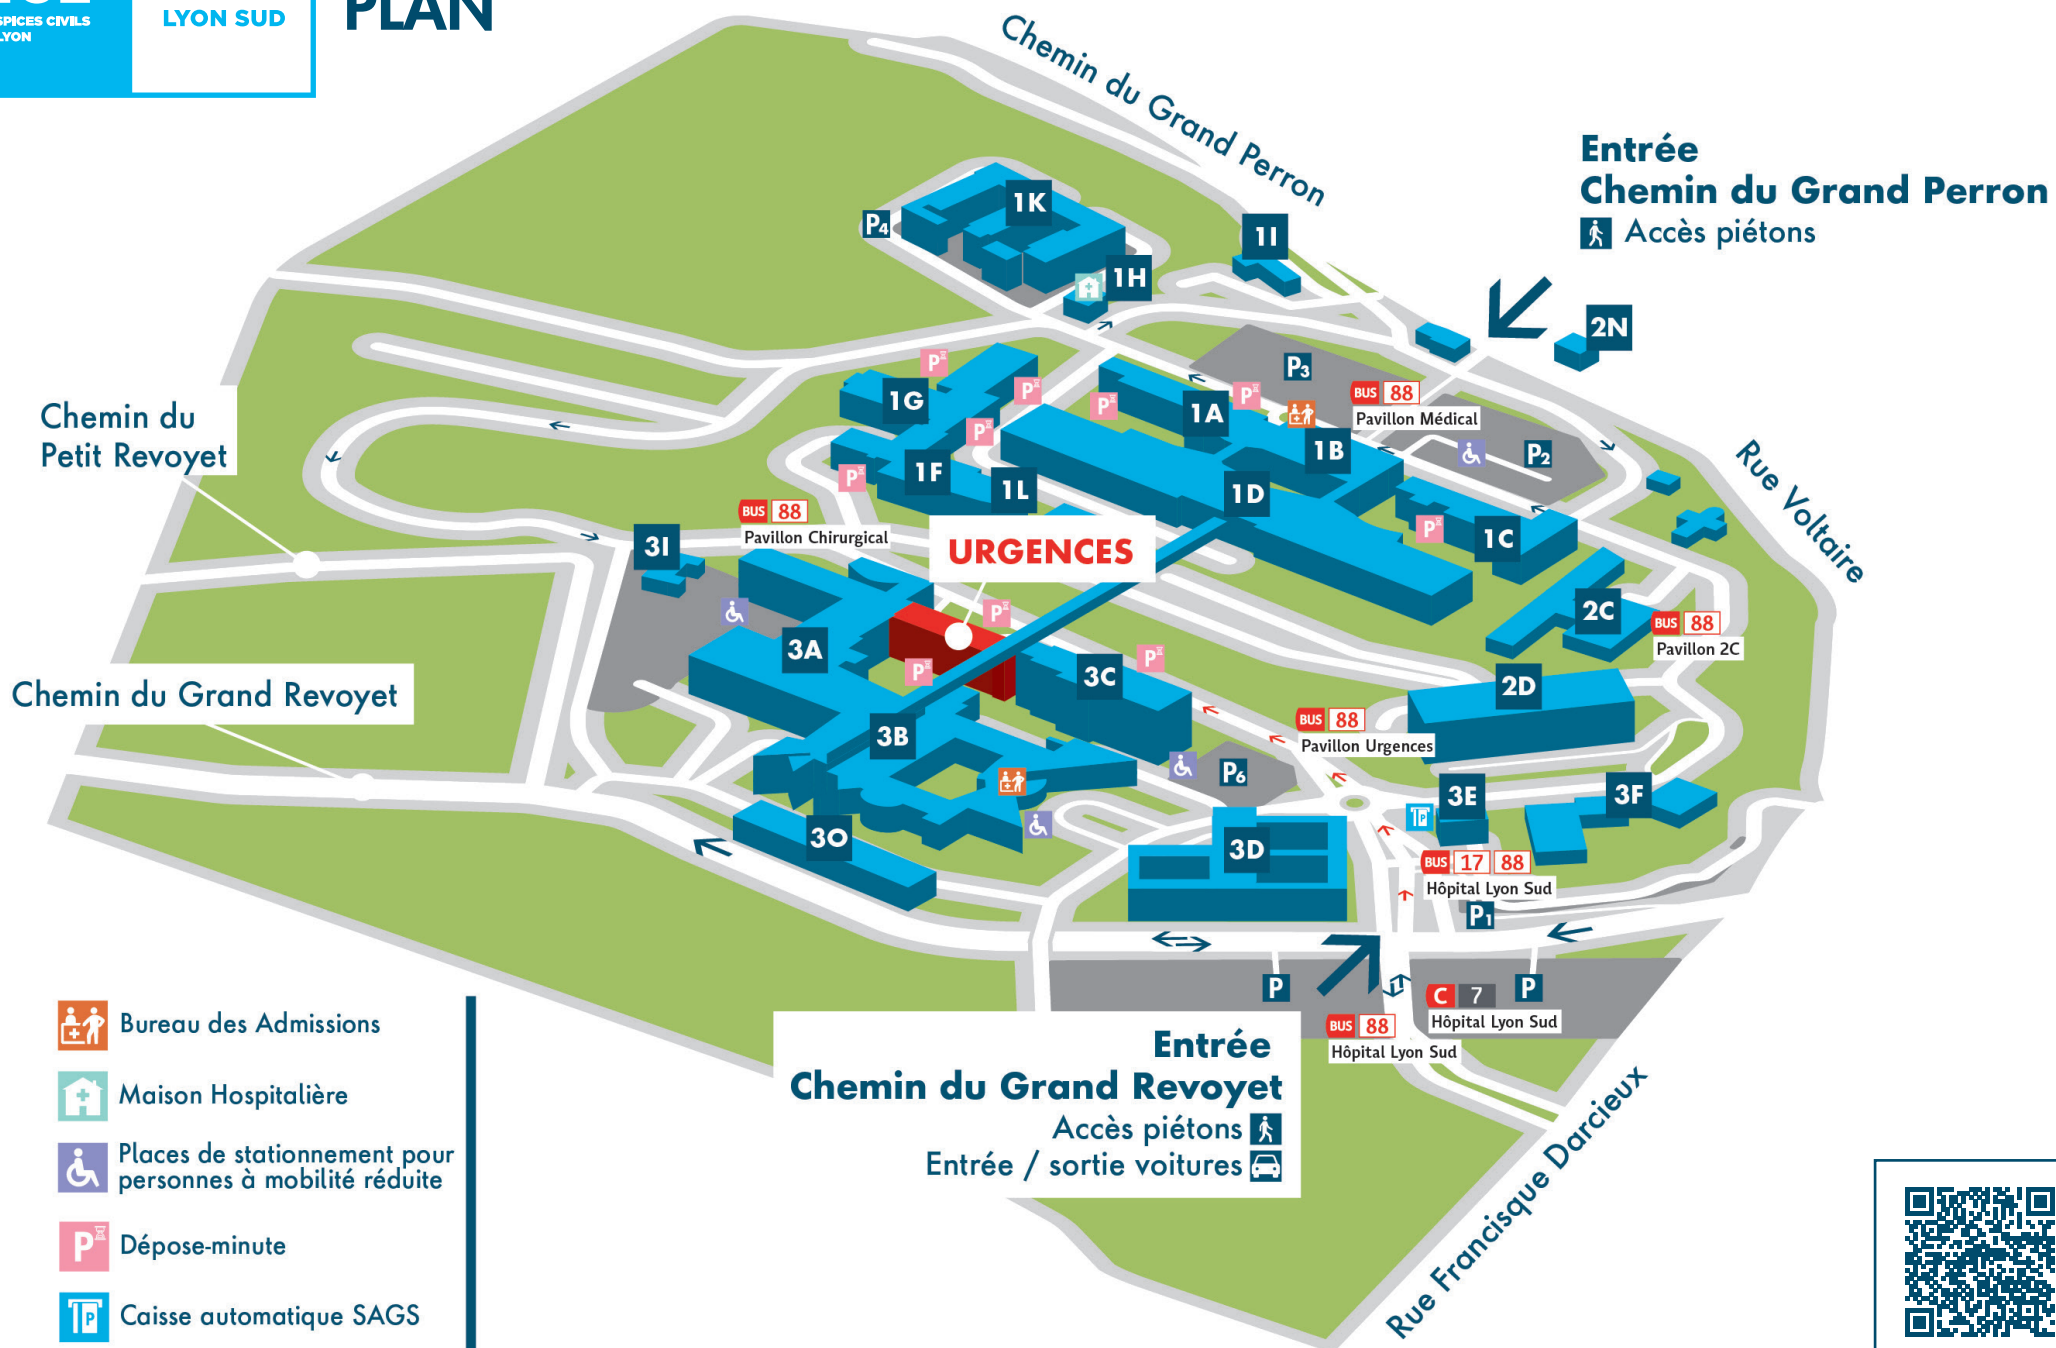 SPICES CIVILS
LYON
LYON SUD
PLAN
Chemin du Grand Perron
Entrée
Chemin du Grand Perron
Accès piétons
1K
P4
1I
1H
2N
P3
BUS 88
Pavillon Médical
1G
1A
1B
P2
Rue Voltaire
Chemin du
Petit Revoyet
1F
1L
1D
1C
BUS 88
Pavillon Chirurgical
3I
URGENCES
2C
BUS 88
Pavillon 2C
3A
3C
2D
Chemin du Grand Revoyet
3B
BUS 88
Pavillon Urgences
P6
3E
3F
3O
3D
BUS 17 88
Hôpital Lyon Sud
P1
P
P
C 7
Hôpital Lyon Sud
BUS 88
Hôpital Lyon Sud
Entrée
Chemin du Grand Revoyet
Accès piétons
Entrée / sortie voitures
Rue Francisque Darcieux
Bureau des Admissions
Maison Hospitalière
Places de stationnement pour
personnes à mobilité réduite
P Dépose-minute
P Caisse automatique SAGS